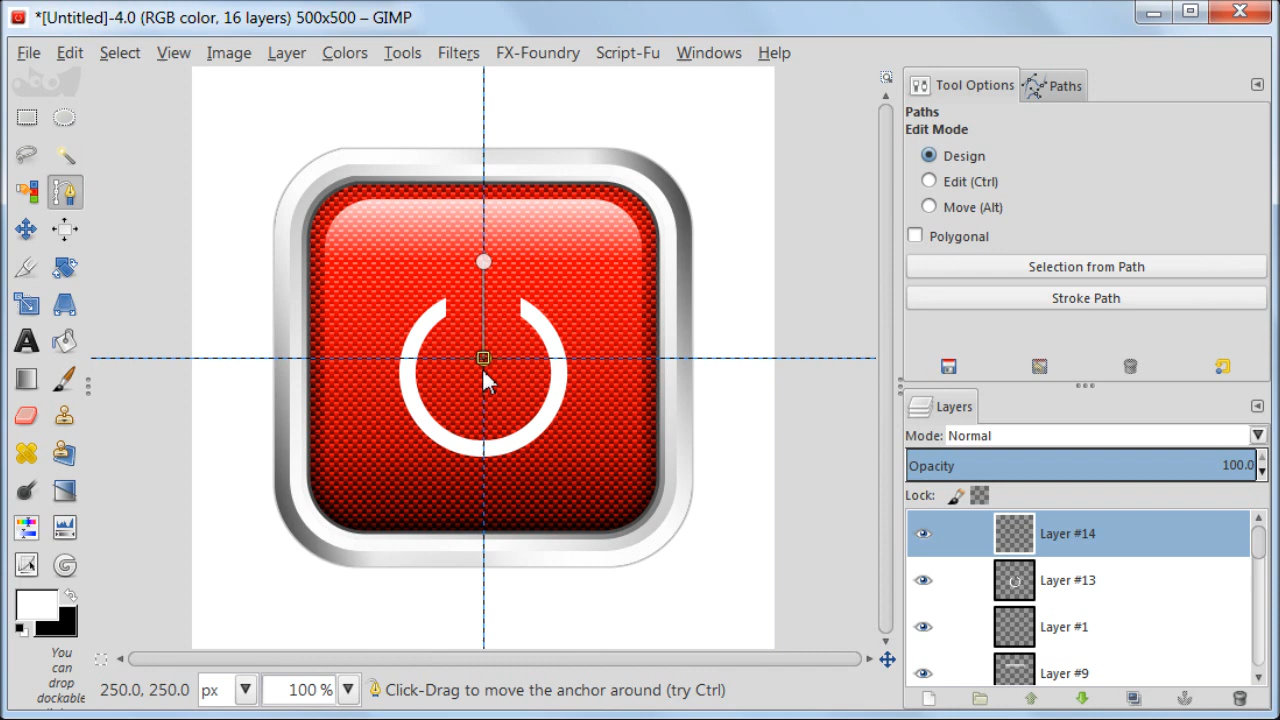 *[Untitled]-4.0 (RGB color, 16 layers) 500x500 – GIMP
File Edit Select View Image Layer Colors Tools Filters FX-Foundry Script-Fu Windows Help
Tool Options Paths
Paths
Edit Mode
Design
Edit (Ctrl)
Move (Alt)
Polygonal
Selection from Path
Stroke Path
Layers
Mode: Normal
Opacity 100.0
Lock:
Layer #14
Layer #13
Layer #1
Layer #9
You
can
drop
dockable
250.0, 250.0 px 100 % Click-Drag to move the anchor around (try Ctrl)